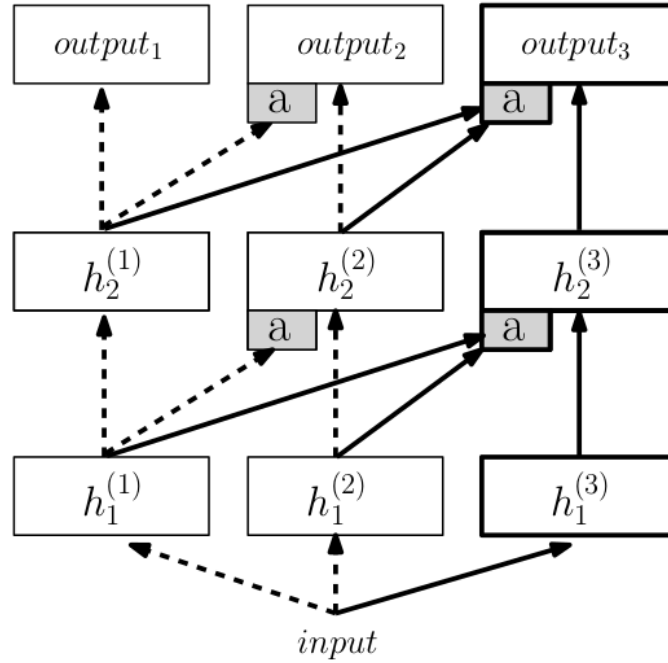 output₁ output₂ output₃
a a
h₂⁽¹⁾ h₂⁽²⁾ h₂⁽³⁾
a a
h₁⁽¹⁾ h₁⁽²⁾ h₁⁽³⁾
input